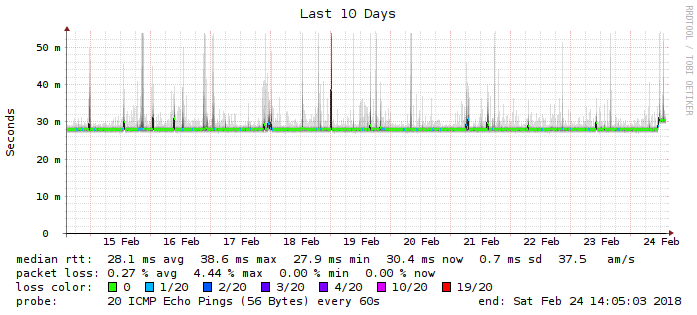 Last 10 Days
RRDTOOL / TOBI OETIKER
Seconds
50 m
40 m
30 m
20 m
10 m
0
15 Feb 16 Feb 17 Feb 18 Feb 19 Feb 20 Feb 21 Feb 22 Feb 23 Feb 24 Feb
median rtt: 28.1 ms avg 38.6 ms max 27.9 ms min 30.4 ms now 0.7 ms sd 37.5 am/s
packet loss: 0.27 % avg 4.44 % max 0.00 % min 0.00 % now
loss color: 0 1/20 2/20 3/20 4/20 10/20 19/20
probe: 20 ICMP Echo Pings (56 Bytes) every 60s end: Sat Feb 24 14:05:03 2018